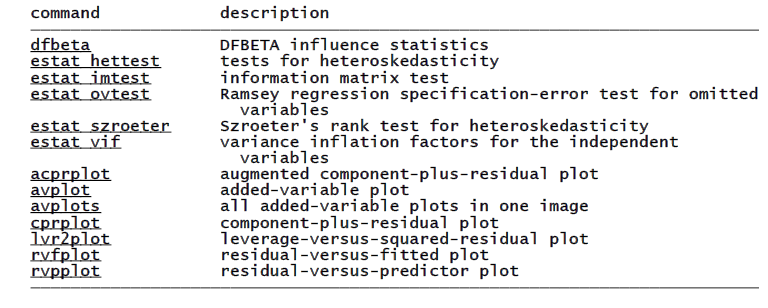 command description
dfbeta DFBETA influence statistics
estat hettest tests for heteroskedasticity
estat imtest information matrix test
estat ovtest Ramsey regression specification-error test for omitted
variables
estat szroeter Szroeter's rank test for heteroskedasticity
estat vif variance inflation factors for the independent
variables
acprplot augmented component-plus-residual plot
avplot added-variable plot
avplots all added-variable plots in one image
cprplot component-plus-residual plot
lvr2plot leverage-versus-squared-residual plot
rvfplot residual-versus-fitted plot
rvpplot residual-versus-predictor plot